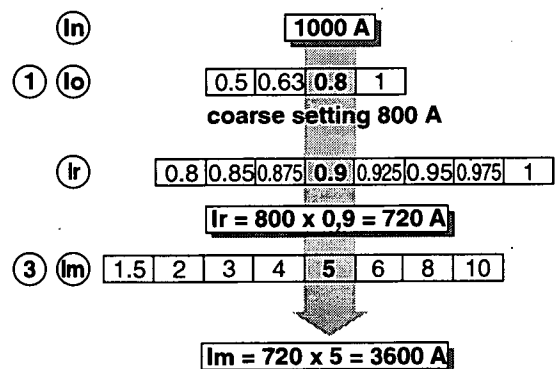 In 1000 A
1 Io 0.5 0.63 0.8 1
coarse setting 800 A
Ir 0.8 0.85 0.875 0.9 0.925 0.95 0.975 1
Ir = 800 x 0,9 = 720 A
3 Im 1.5 2 3 4 5 6 8 10
Im = 720 x 5 = 3600 A